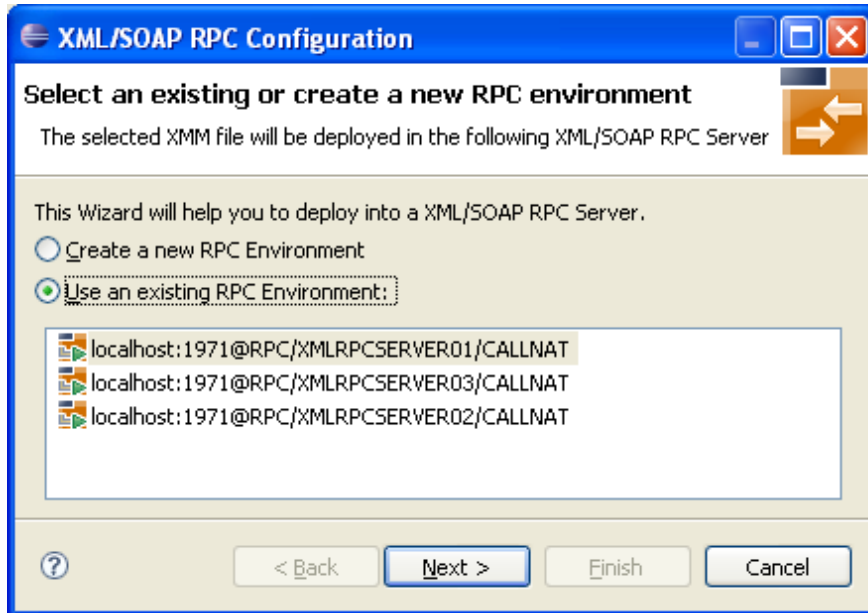 XML/SOAP RPC Configuration
Select an existing or create a new RPC environment
The selected XMM file will be deployed in the following XML/SOAP RPC Server
This Wizard will help you to deploy into a XML/SOAP RPC Server.
Create a new RPC Environment
Use an existing RPC Environment:
localhost:1971@RPC/XMLRPCSERVER01/CALLNAT
localhost:1971@RPC/XMLRPCSERVER03/CALLNAT
localhost:1971@RPC/XMLRPCSERVER02/CALLNAT
? < Back Next > Finish Cancel